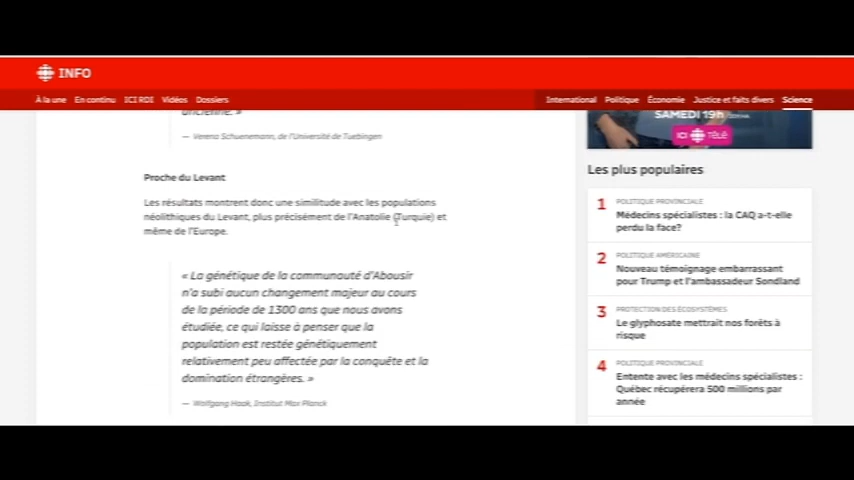 INFO
À la une En continu ICI RDI Vidéos Dossiers
International Politique Économie Justice et faits divers Science
ancienne. »
— Verena Schuenemann, de l'Université de Tuebingen
Proche du Levant
Les résultats montrent donc une similitude avec les populations
néolithiques du Levant, plus précisément de l'Anatolie (Turquie) et
même de l'Europe.
« La génétique de la communauté d'Abousir
n'a subi aucun changement majeur au cours
de la période de 1300 ans que nous avons
étudiée, ce qui laisse à penser que la
population est restée génétiquement
relativement peu affectée par la conquête et la
domination étrangères. »
— Wolfgang Haak, Institut Max Planck
SAMEDI 19h
ICI TÉLÉ
Les plus populaires
1 POLITIQUE PROVINCIALE
Médecins spécialistes : la CAQ a-t-elle
perdu la face?
2 POLITIQUE AMÉRICAINE
Nouveau témoignage embarrassant
pour Trump et l'ambassadeur Sondland
3 PROTECTION DES ÉCOSYSTÈMES
Le glyphosate mettrait nos forêts à
risque
4 POLITIQUE PROVINCIALE
Entente avec les médecins spécialistes :
Québec récupérera 500 millions par
année